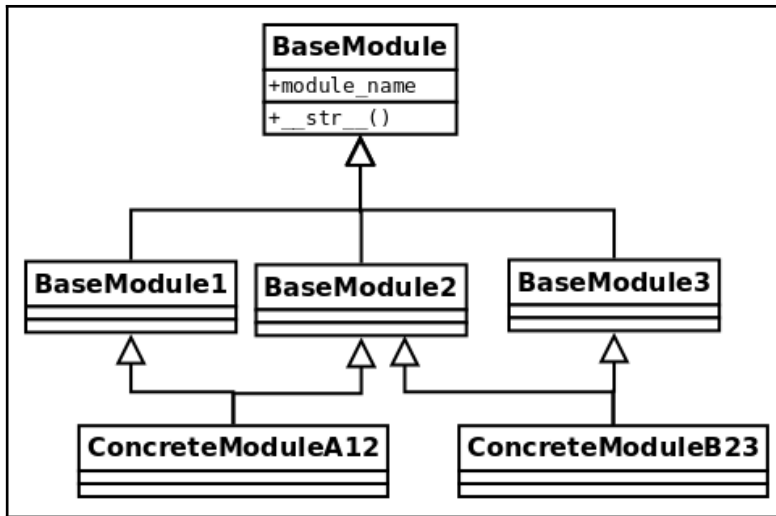 BaseModule
+module_name
+__str__()
BaseModule1
BaseModule2
BaseModule3
ConcreteModuleA12
ConcreteModuleB23